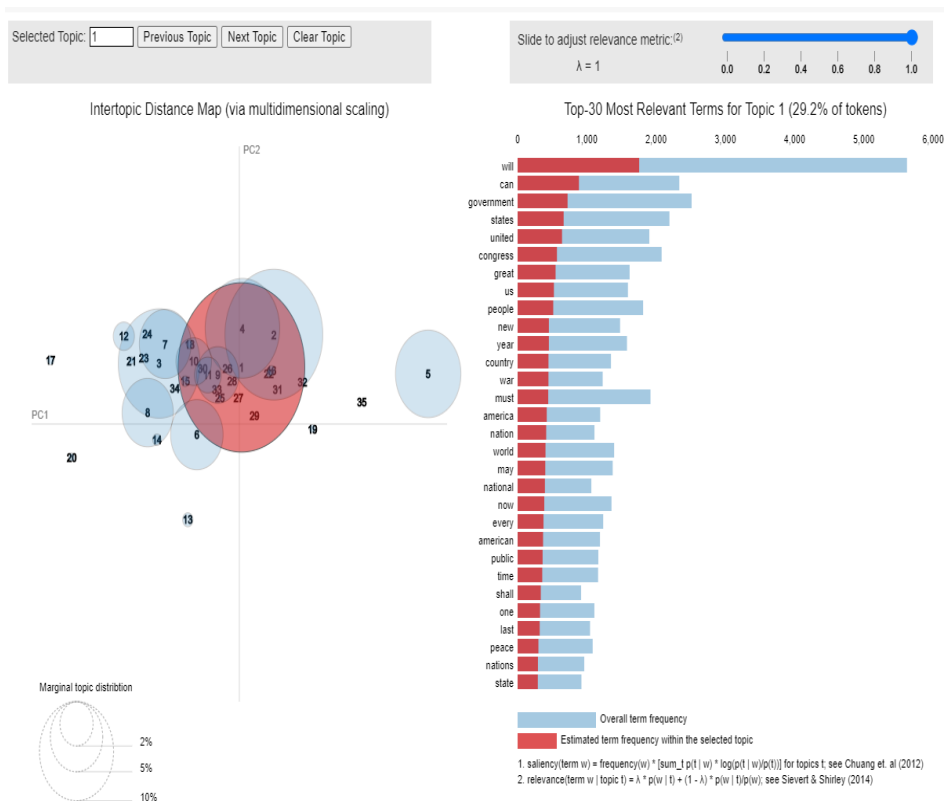 Selected Topic: 1 Previous Topic Next Topic Clear Topic
Slide to adjust relevance metric:(2)
λ = 1
0.0 0.2 0.4 0.6 0.8 1.0
Intertopic Distance Map (via multidimensional scaling)
PC2
PC1
12
24
7
18
17
21
23
3
10
30
11
9
26
1
4
2
28
22
31
32
5
34
33
25
27
29
35
8
6
14
19
20
13
Marginal topic distribtion
2%
5%
10%
Top-30 Most Relevant Terms for Topic 1 (29.2% of tokens)
0 1,000 2,000 3,000 4,000 5,000 6,000
will
can
government
states
united
congress
great
us
people
new
year
country
war
must
america
nation
world
may
national
now
every
american
public
time
shall
one
last
peace
nations
state
Overall term frequency
Estimated term frequency within the selected topic
1. saliency(term w) = frequency(w) * [sum_t p(t | w) * log(p(t | w)/p(t))] for topics t; see Chuang et. al (2012)
2. relevance(term w | topic t) = λ * p(w | t) + (1 - λ) * p(w | t)/p(w); see Sievert & Shirley (2014)